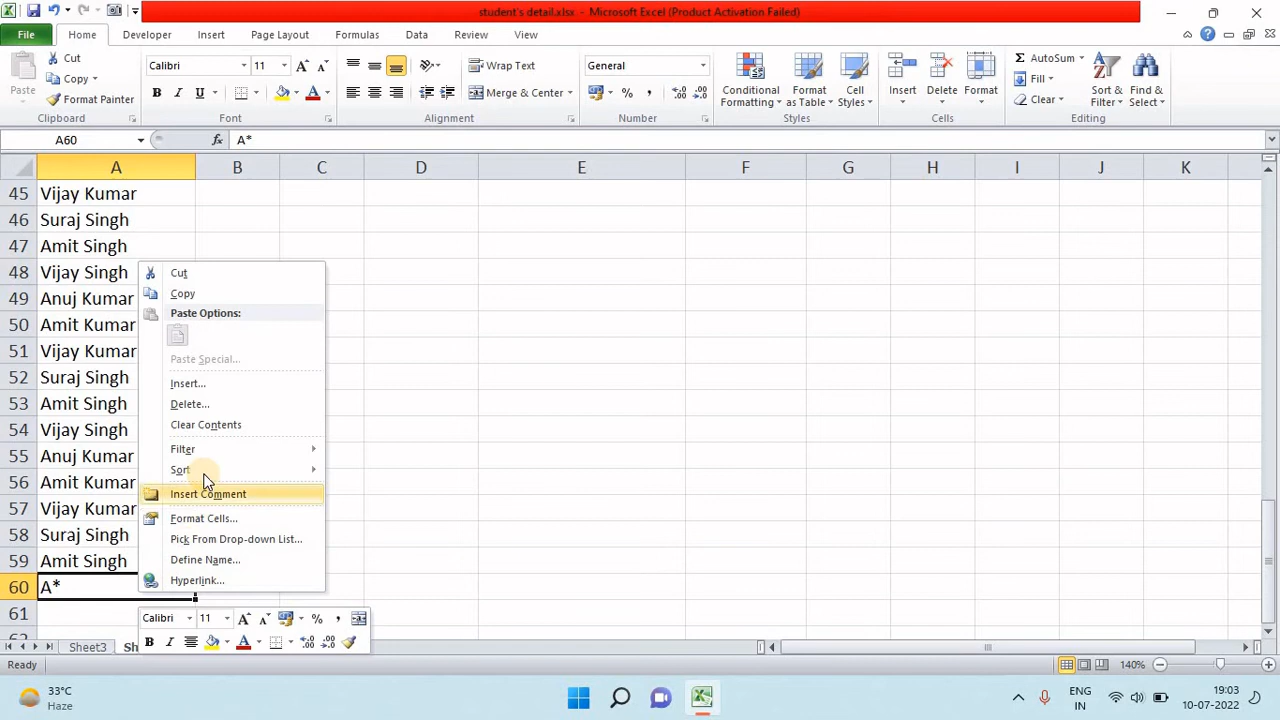 student's detail.xlsx - Microsoft Excel (Product Activation Failed)
File Home Developer Insert Page Layout Formulas Data Review View
Cut
Copy
Format Painter
Paste
Clipboard
Calibri 11
B I U
Font
Wrap Text
Merge & Center
Alignment
General
%
Number
Conditional Formatting
Format as Table
Cell Styles
Styles
Insert
Delete
Format
Cells
AutoSum
Fill
Clear
Sort & Filter
Find & Select
Editing
A60 fx A*
A B C D E F G H I J K
45 Vijay Kumar
46 Suraj Singh
47 Amit Singh
48 Vijay Singh
49 Anuj Kumar
50 Amit Kumar
51 Vijay Kumar
52 Suraj Singh
53 Amit Singh
54 Vijay Singh
55 Anuj Kumar
56 Amit Kumar
57 Vijay Kumar
58 Suraj Singh
59 Amit Singh
60 A*
61
62
Cut
Copy
Paste Options:
Paste Special...
Insert...
Delete...
Clear Contents
Filter
Sort
Insert Comment
Format Cells...
Pick From Drop-down List...
Define Name...
Hyperlink...
Calibri 11 A A %
B I A
Sheet3 Sh
Ready 140%
33°C
Haze
ENG
IN
19:03
10-07-2022